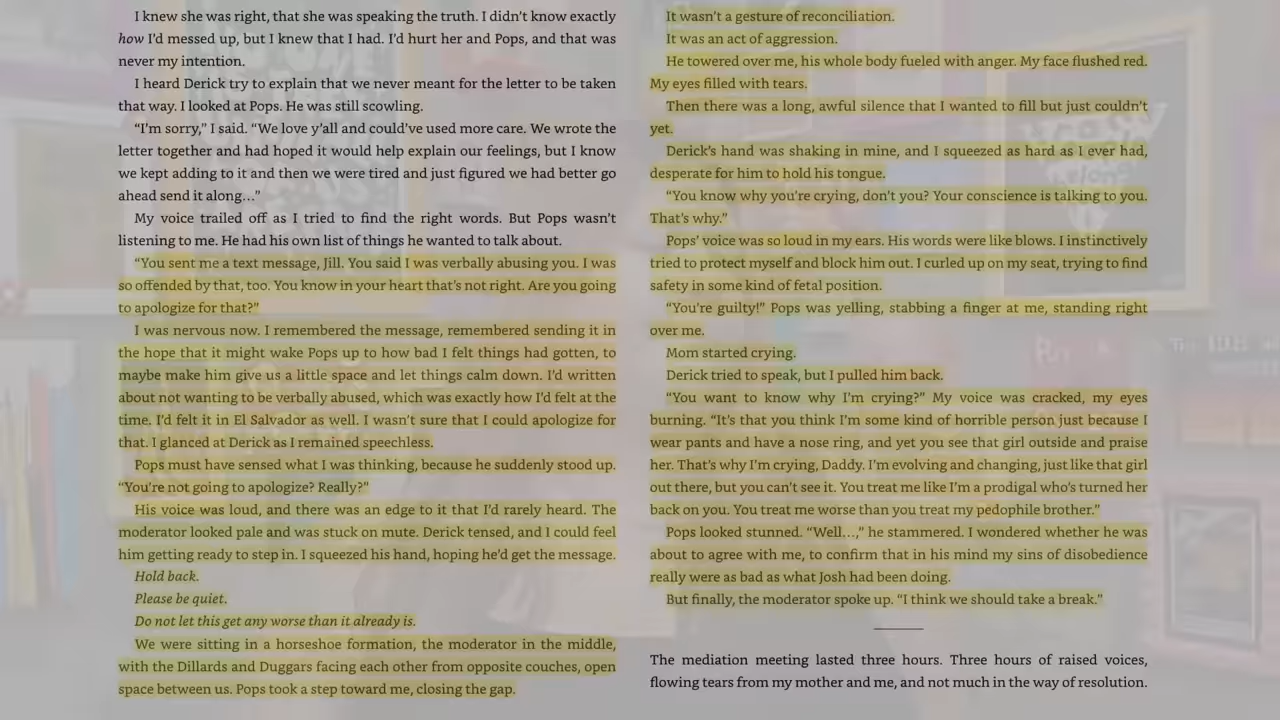 I knew she was right, that she was speaking the truth. I didn't know exactly
how I'd messed up, but I knew that I had. I'd hurt her and Pops, and that was
never my intention.
I heard Derick try to explain that we never meant for the letter to be taken
that way. I looked at Pops. He was still scowling.
“I'm sorry,” I said. “We love y'all and could've used more care. We wrote the
letter together and had hoped it would help explain our feelings, but I know
we kept adding to it and then we were tired and just figured we had better go
ahead send it along…”
My voice trailed off as I tried to find the right words. But Pops wasn't
listening to me. He had his own list of things he wanted to talk about.
“You sent me a text message, Jill. You said I was verbally abusing you. I was
so offended by that, too. You know in your heart that's not right. Are you going
to apologize for that?”
I was nervous now. I remembered the message, remembered sending it in
the hope that it might wake Pops up to how bad I felt things had gotten, to
maybe make him give us a little space and let things calm down. I'd written
about not wanting to be verbally abused, which was exactly how I'd felt at the
time. I'd felt it in El Salvador as well. I wasn't sure that I could apologize for
that. I glanced at Derick as I remained speechless.
Pops must have sensed what I was thinking, because he suddenly stood up.
“You're not going to apologize? Really?”
His voice was loud, and there was an edge to it that I'd rarely heard. The
moderator looked pale and was stuck on mute. Derick tensed, and I could feel
him getting ready to step in. I squeezed his hand, hoping he'd get the message.
Hold back.
Please be quiet.
Do not let this get any worse than it already is.
We were sitting in a horseshoe formation, the moderator in the middle,
with the Dillards and Duggars facing each other from opposite couches, open
space between us. Pops took a step toward me, closing the gap.
It wasn't a gesture of reconciliation.
It was an act of aggression.
He towered over me, his whole body fueled with anger. My face flushed red.
My eyes filled with tears.
Then there was a long, awful silence that I wanted to fill but just couldn't
yet.
Derick's hand was shaking in mine, and I squeezed as hard as I ever had,
desperate for him to hold his tongue.
“You know why you're crying, don't you? Your conscience is talking to you.
That's why.”
Pops' voice was so loud in my ears. His words were like blows. I instinctively
tried to protect myself and block him out. I curled up on my seat, trying to find
safety in some kind of fetal position.
“You're guilty!” Pops was yelling, stabbing a finger at me, standing right
over me.
Mom started crying.
Derick tried to speak, but I pulled him back.
“You want to know why I'm crying?” My voice was cracked, my eyes
burning. “It's that you think I'm some kind of horrible person just because I
wear pants and have a nose ring, and yet you see that girl outside and praise
her. That's why I'm crying, Daddy. I'm evolving and changing, just like that girl
out there, but you can't see it. You treat me like I'm a prodigal who's turned her
back on you. You treat me worse than you treat my pedophile brother.”
Pops looked stunned. “Well…,” he stammered. I wondered whether he was
about to agree with me, to confirm that in his mind my sins of disobedience
really were as bad as what Josh had been doing.
But finally, the moderator spoke up. “I think we should take a break.”
The mediation meeting lasted three hours. Three hours of raised voices,
flowing tears from my mother and me, and not much in the way of resolution.